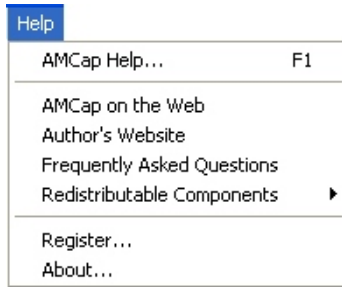 Help
AMCap Help... F1
AMCap on the Web
Author's Website
Frequently Asked Questions
Redistributable Components
Register...
About...